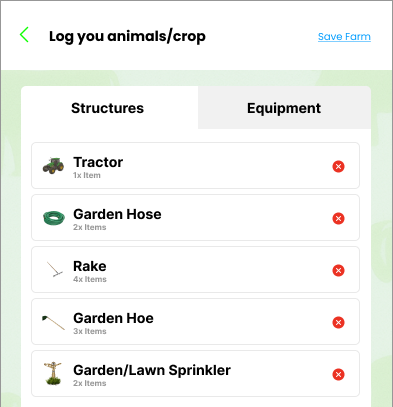 Log you animals/crop
Save Farm
Structures
Equipment
Tractor
1x Item
Garden Hose
2x Items
Rake
4x Items
Garden Hoe
3x Items
Garden/Lawn Sprinkler
2x Items